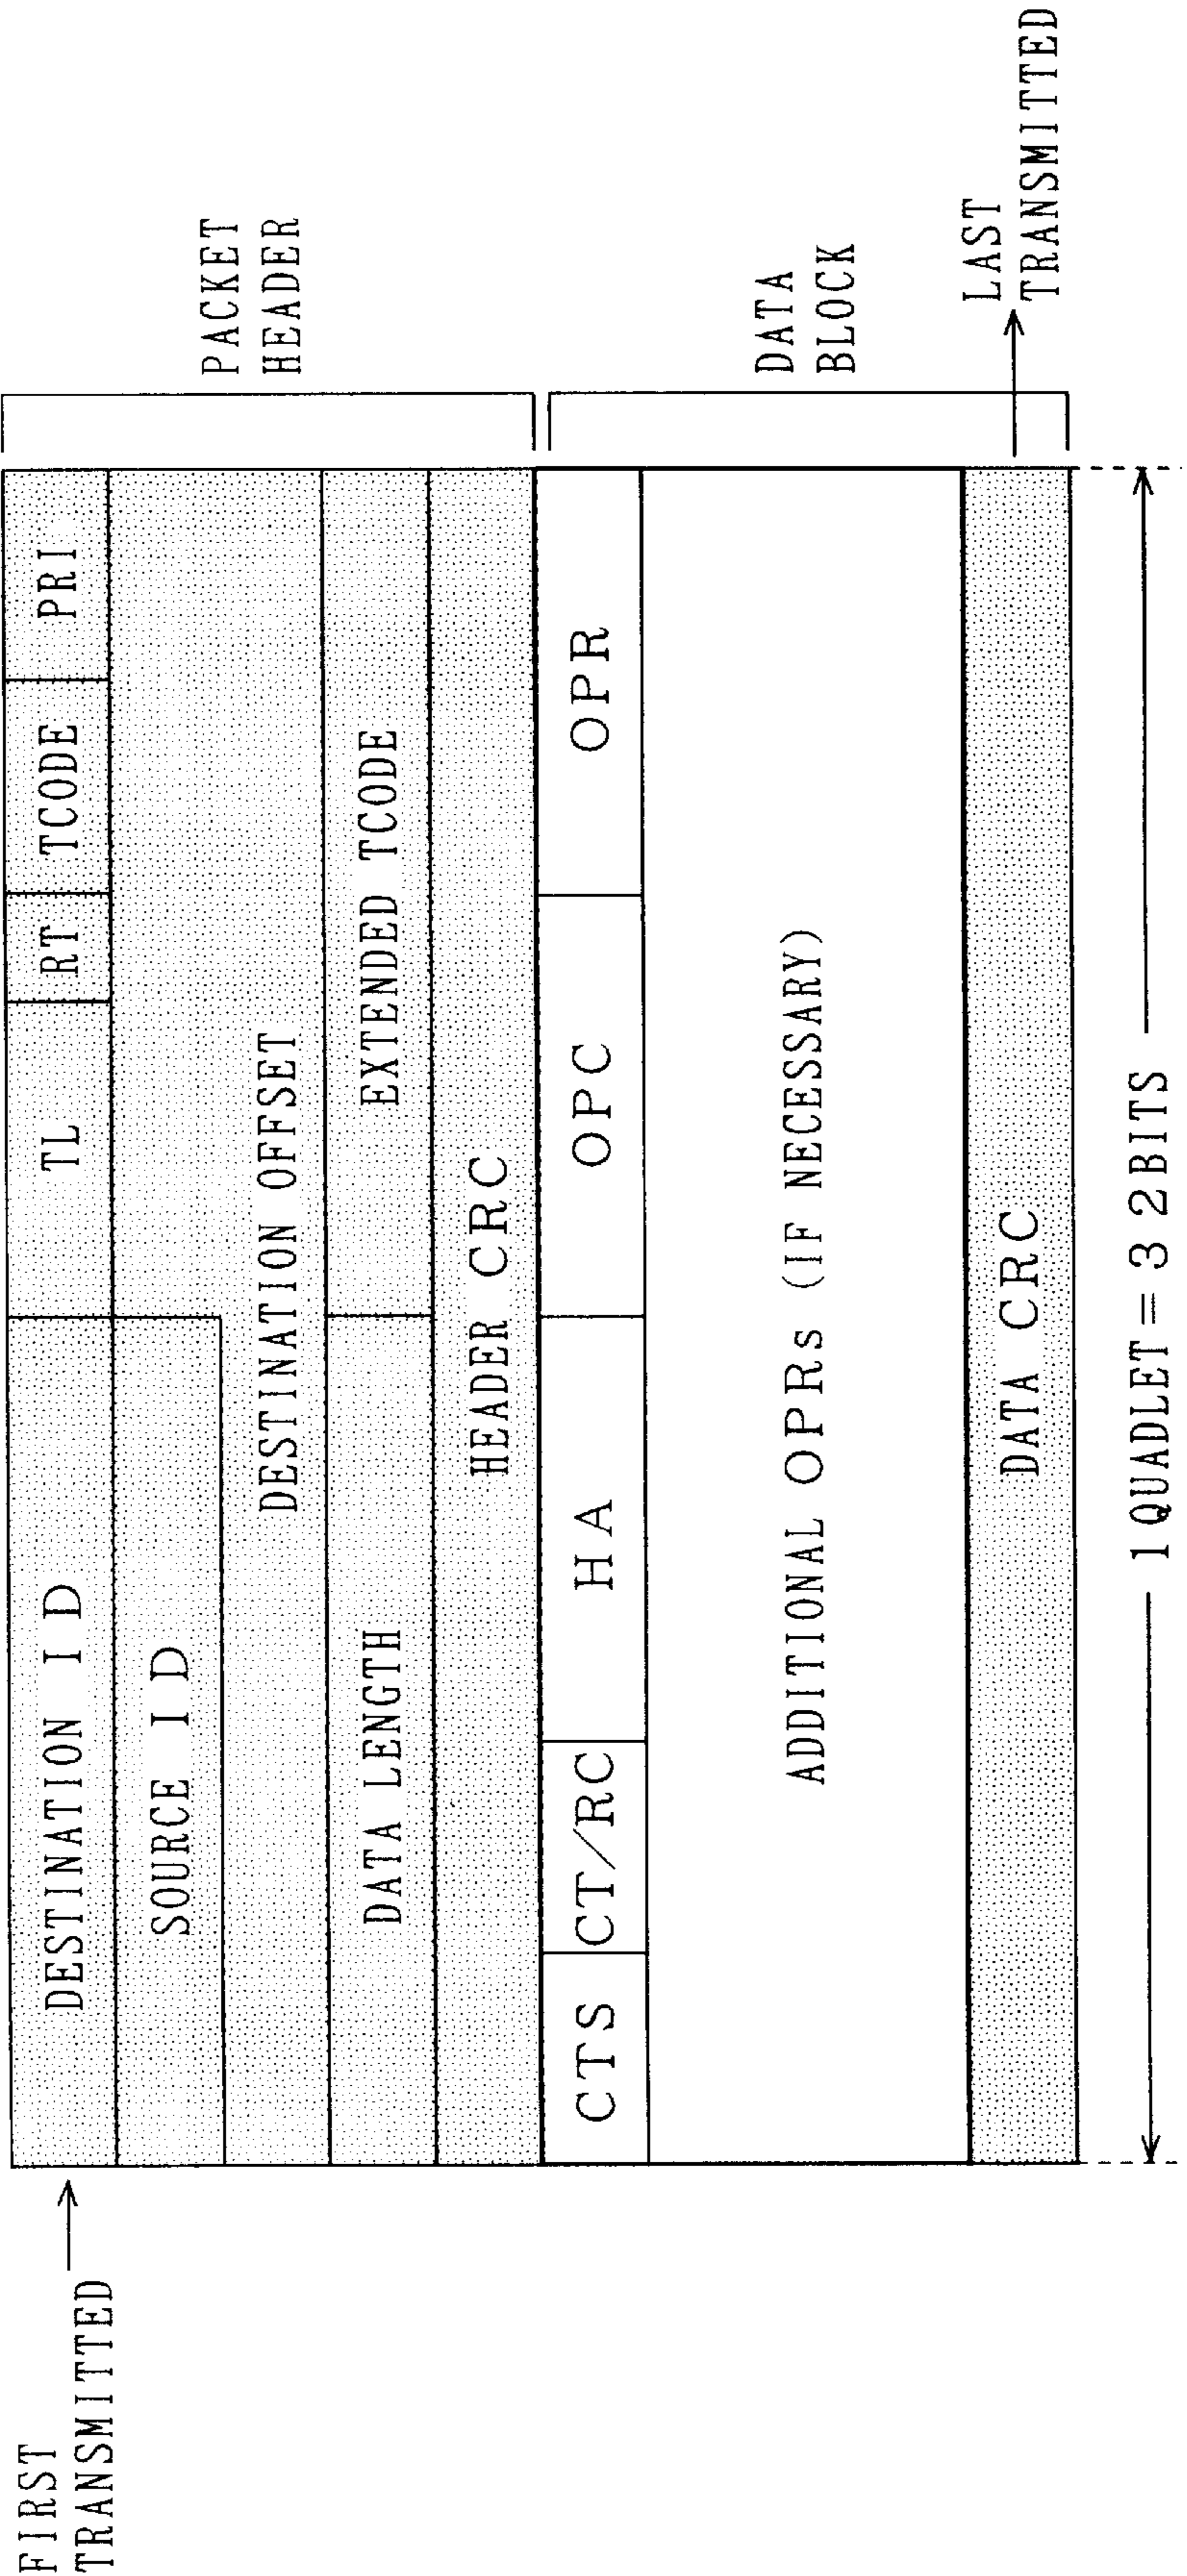 FIRST
TRANSMITTED
DESTINATION ID
TL
RT
TCODE
PRI
SOURCE ID
DESTINATION OFFSET
DATA LENGTH
EXTENDED TCODE
HEADER CRC
PACKET
HEADER
CTS
CT/RC
HA
OPC
OPR
ADDITIONAL OPRs (IF NECESSARY)
DATA CRC
DATA
BLOCK
LAST
TRANSMITTED
1 QUADLET = 32BITS